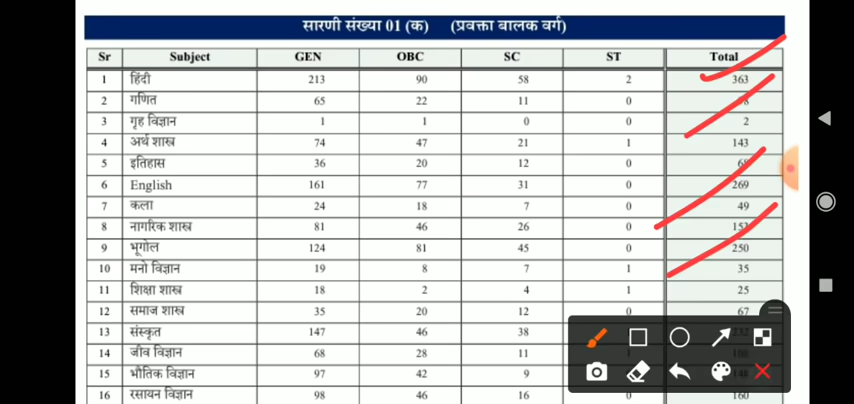 सारणी संख्या 01 (क) (प्रवक्ता बालक वर्ग)
Sr Subject GEN OBC SC ST Total
1 हिंदी 213 90 58 2 363
2 गणित 65 22 11 0
3 गृह विज्ञान 1 1 0 0 2
4 अर्थ शास्त्र 74 47 21 1 143
5 इतिहास 36 20 12 0
6 English 161 77 31 0 269
7 कला 24 18 7 0 49
8 नागरिक शास्त्र 81 46 26 0
9 भूगोल 124 81 45 0 250
10 मनो विज्ञान 19 8 7 1 35
11 शिक्षा शास्त्र 18 2 4 1 25
12 समाज शास्त्र 35 20 12 0 67
13 संस्कृत 147 46 38
14 जीव विज्ञान 68 28 11
15 भौतिक विज्ञान 97 42 9
16 रसायन विज्ञान 98 46 16 0 160